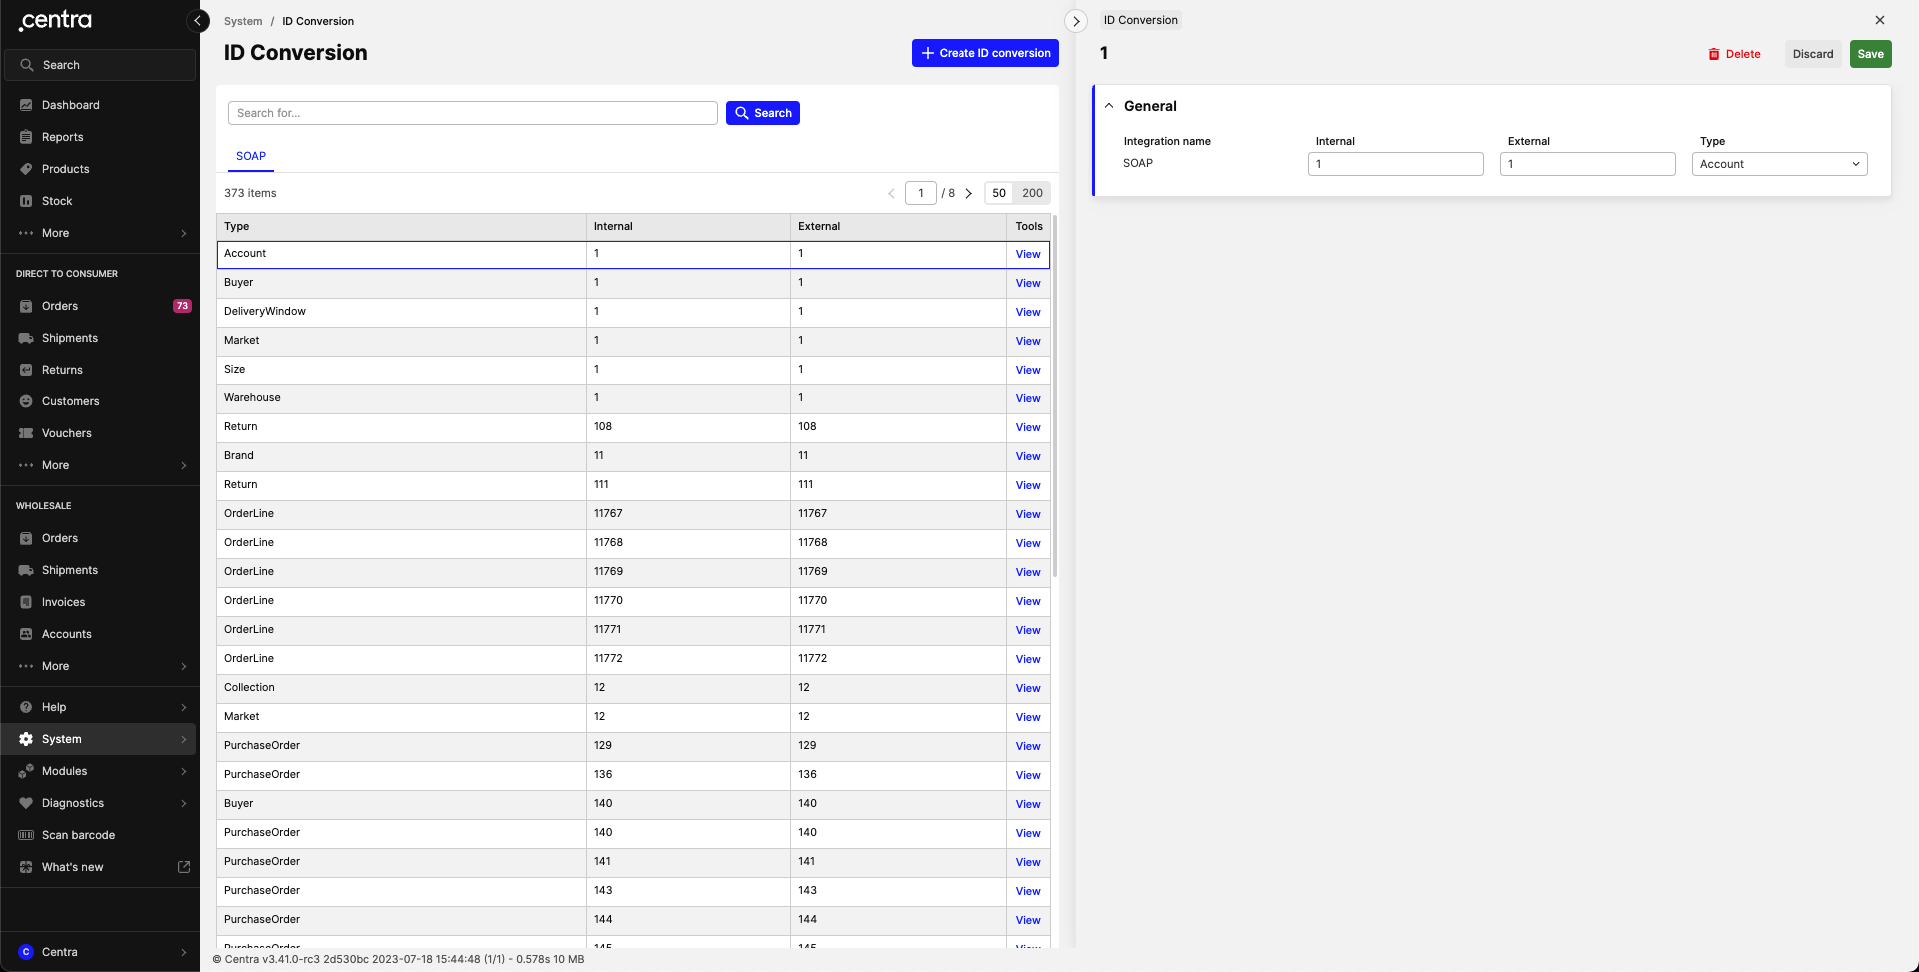 .centra
Search
Dashboard
Reports
Products
Stock
More
DIRECT TO CONSUMER
Orders 73
Shipments
Returns
Customers
Vouchers
More
WHOLESALE
Orders
Shipments
Invoices
Accounts
More
Help
System
Modules
Diagnostics
Scan barcode
What's new
C Centra
System / ID Conversion
ID Conversion
Create ID conversion
Search for...
Search
SOAP
373 items
1 / 8 50 200
Type Internal External Tools
Account 1 1 View
Buyer 1 1 View
DeliveryWindow 1 1 View
Market 1 1 View
Size 1 1 View
Warehouse 1 1 View
Return 108 108 View
Brand 11 11 View
Return 111 111 View
OrderLine 11767 11767 View
OrderLine 11768 11768 View
OrderLine 11769 11769 View
OrderLine 11770 11770 View
OrderLine 11771 11771 View
OrderLine 11772 11772 View
Collection 12 12 View
Market 12 12 View
PurchaseOrder 129 129 View
PurchaseOrder 136 136 View
Buyer 140 140 View
PurchaseOrder 140 140 View
PurchaseOrder 141 141 View
PurchaseOrder 143 143 View
PurchaseOrder 144 144 View
PurchaseOrder 145 145 View
© Centra v3.41.0-rc3 2d530bc 2023-07-18 15:44:48 (1/1) - 0.578s 10 MB
ID Conversion
1
Delete Discard Save
General
Integration name Internal External Type
SOAP 1 1 Account